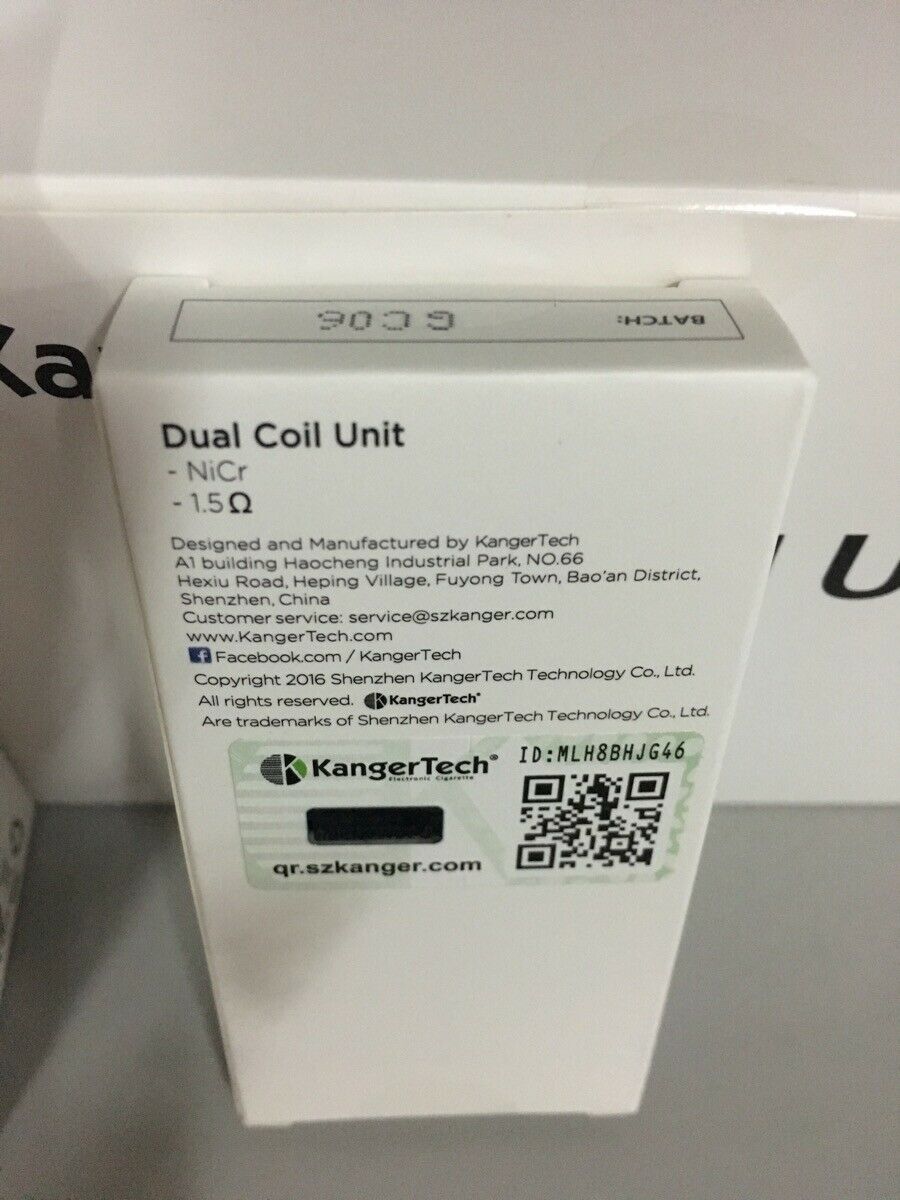 BATCH: GC06
Ka
U
Dual Coil Unit
- NiCr
- 1.5Ω
Designed and Manufactured by KangerTech
A1 building Haocheng Industrial Park, NO.66
Hexiu Road, Heping Village, Fuyong Town, Bao'an District,
Shenzhen, China
Customer service: service@szkanger.com
www.KangerTech.com
Facebook.com / KangerTech
Copyright 2016 Shenzhen KangerTech Technology Co., Ltd.
All rights reserved. KangerTech®
Are trademarks of Shenzhen KangerTech Technology Co., Ltd.
KangerTech® ID:MLH8BHJG46
Electronic Cigarette
qr.szkanger.com